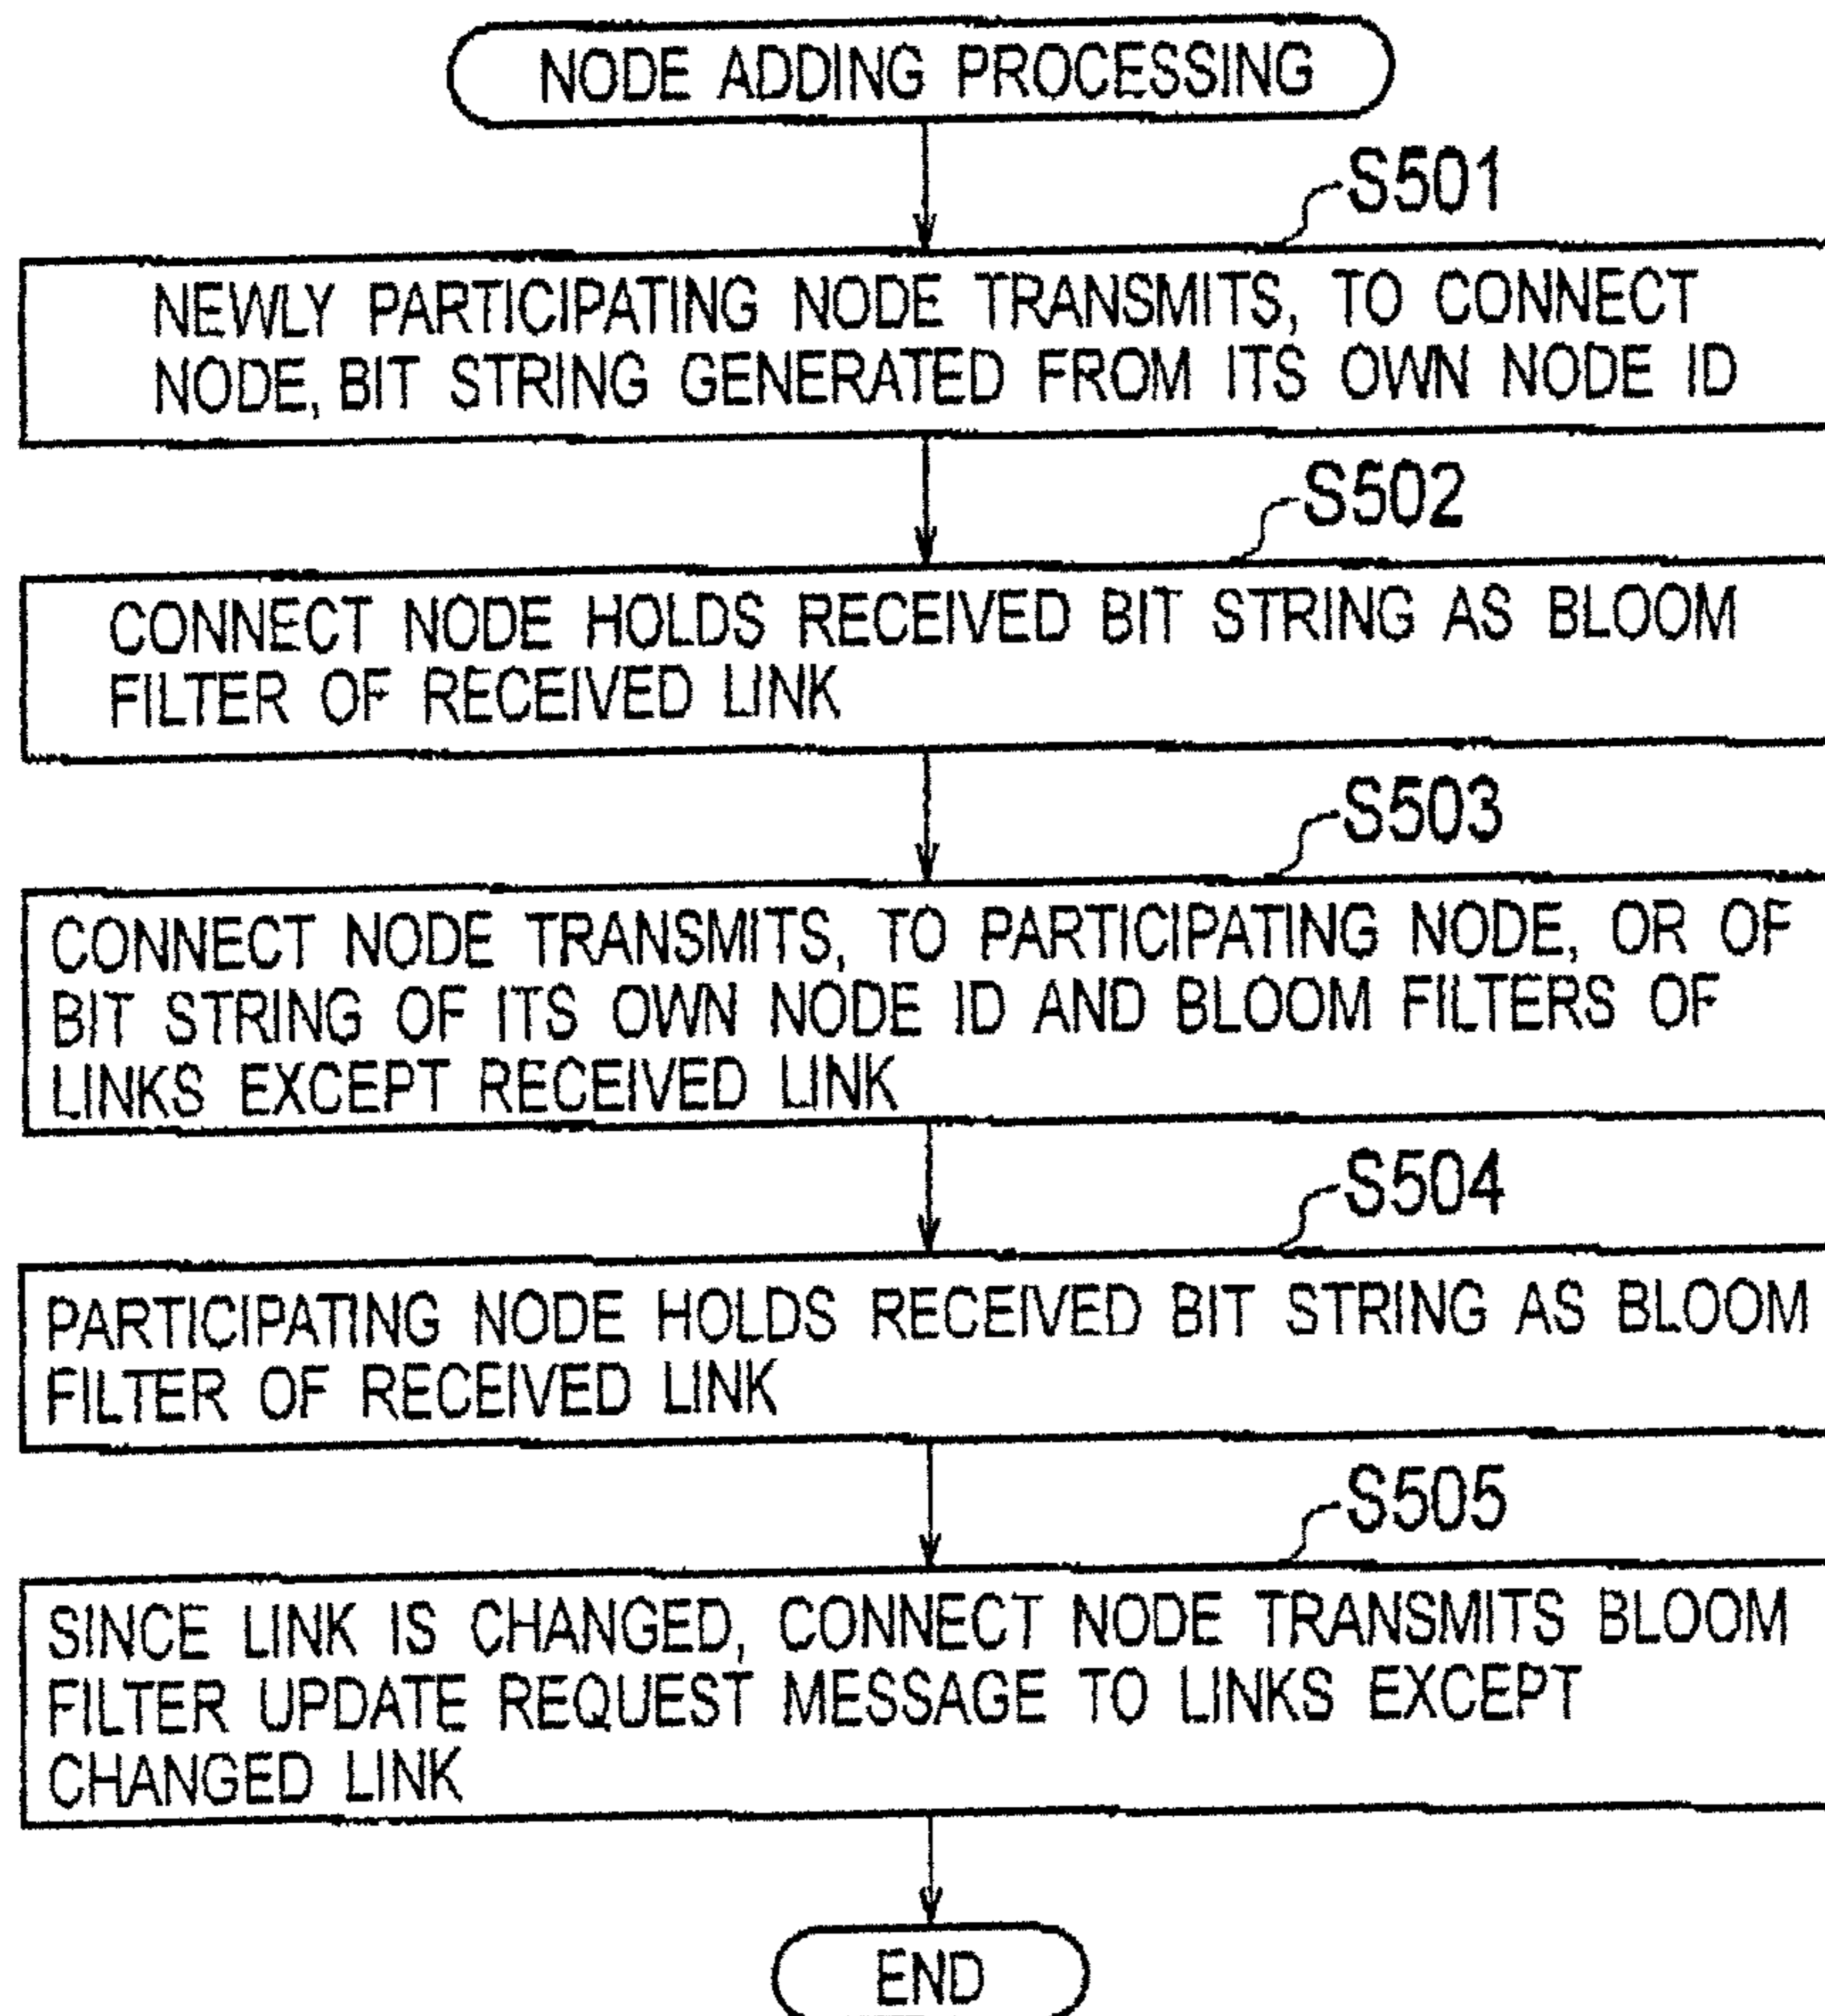 NODE ADDING PROCESSING
S501
NEWLY PARTICIPATING NODE TRANSMITS, TO CONNECT
NODE, BIT STRING GENERATED FROM ITS OWN NODE ID
S502
CONNECT NODE HOLDS RECEIVED BIT STRING AS BLOOM
FILTER OF RECEIVED LINK
S503
CONNECT NODE TRANSMITS, TO PARTICIPATING NODE, OR OF
BIT STRING OF ITS OWN NODE ID AND BLOOM FILTERS OF
LINKS EXCEPT RECEIVED LINK
S504
PARTICIPATING NODE HOLDS RECEIVED BIT STRING AS BLOOM
FILTER OF RECEIVED LINK
S505
SINCE LINK IS CHANGED, CONNECT NODE TRANSMITS BLOOM
FILTER UPDATE REQUEST MESSAGE TO LINKS EXCEPT
CHANGED LINK
END